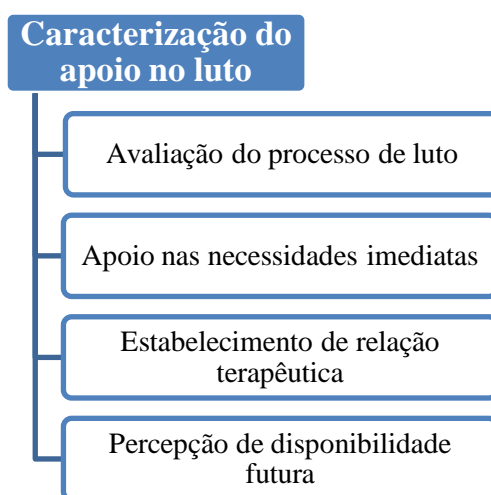 Caracterização do
apoio no luto
Avaliação do processo de luto
Apoio nas necessidades imediatas
Estabelecimento de relação
terapêutica
Percepção de disponibilidade
futura